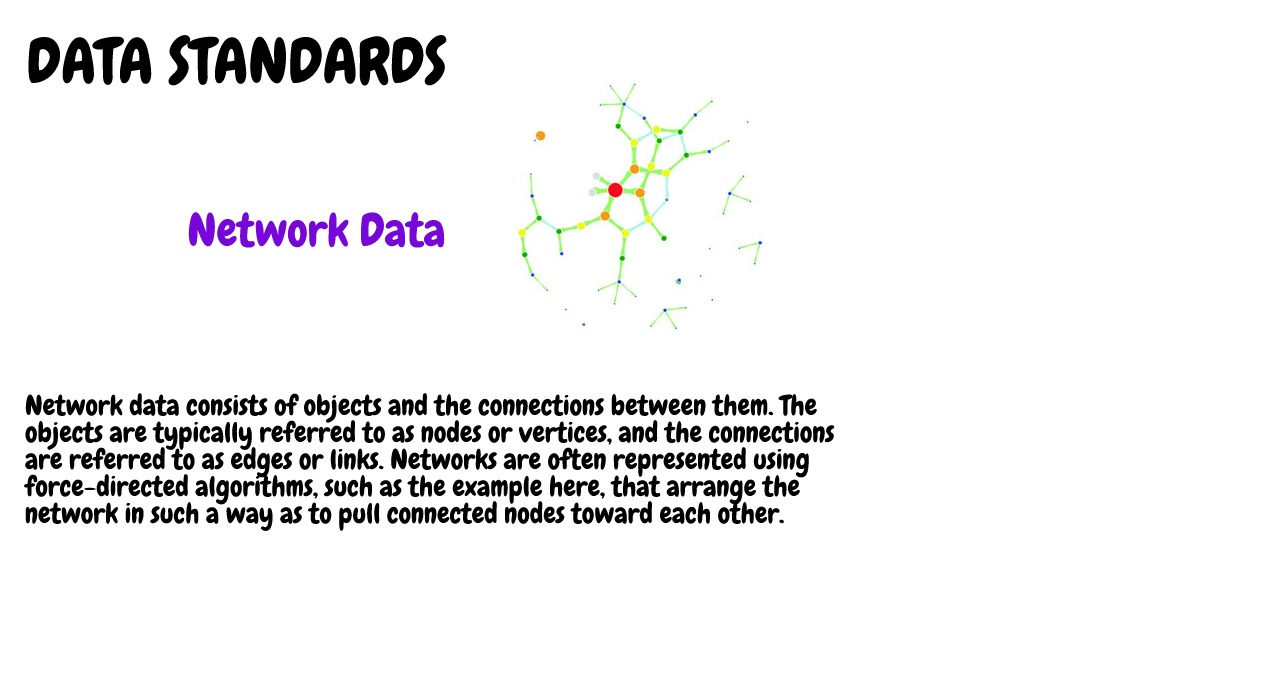 DATA STANDARDS
Network Data
Network data consists of objects and the connections between them. The
objects are typically referred to as nodes or vertices, and the connections
are referred to as edges or links. Networks are often represented using
force-directed algorithms, such as the example here, that arrange the
network in such a way as to pull connected nodes toward each other.